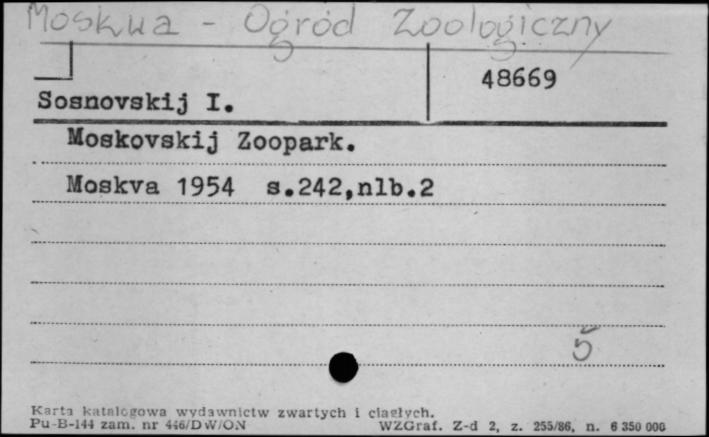 Moskwa - Ogród Zoologiczny
48669
Sosnovskij I.
Moskovskij Zoopark.
Moskva 1954 s.242,nlb.2
Karta katalogowa wydawnictw zwartych i ciągłych.
Pu-B-144 zam. nr 446/DW/ON WZGraf. Z-d 2, z. 255/86, n. 6 350 000